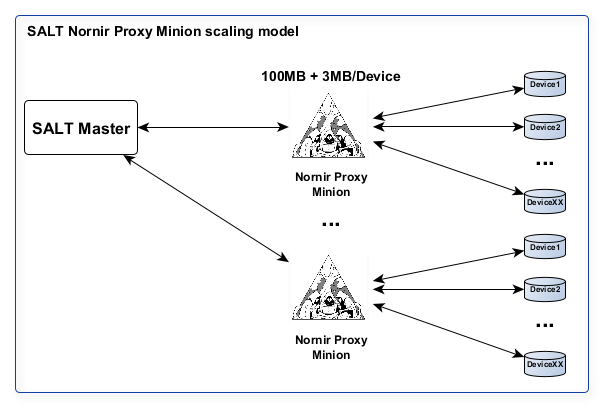 SALT Nornir Proxy Minion scaling model
100MB + 3MB/Device
SALT Master
Nornir Proxy
Minion
Device1
Device2
...
DeviceXX
...
Nornir Proxy
Minion
Device1
Device2
...
DeviceXX